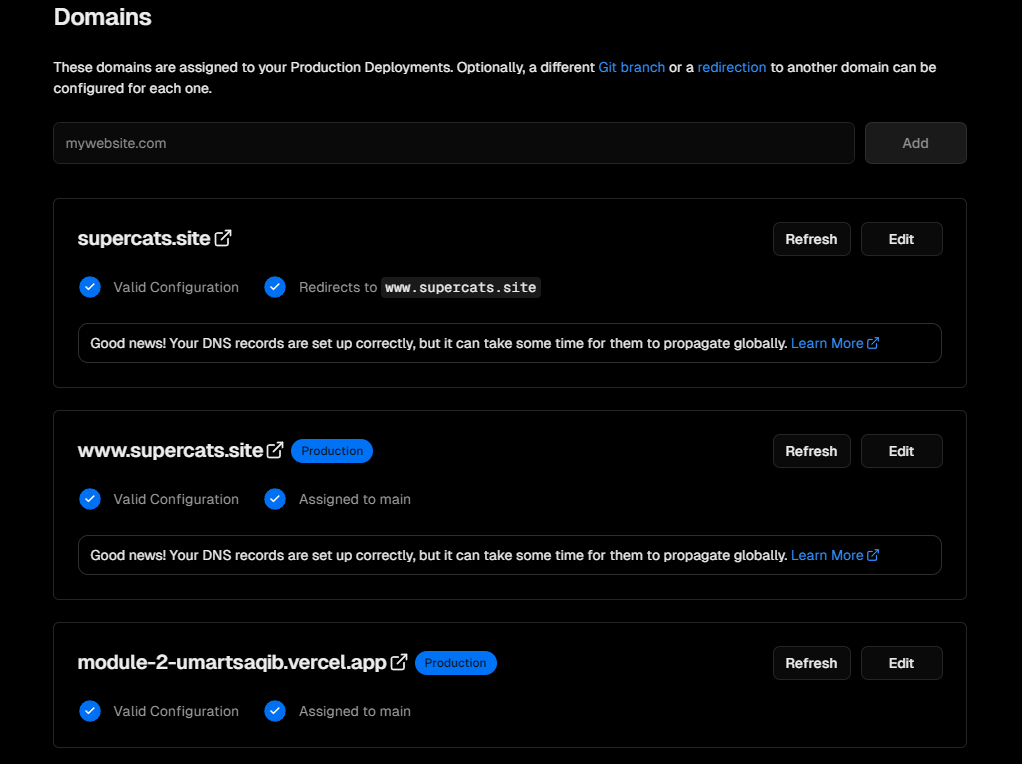 Domains
These domains are assigned to your Production Deployments. Optionally, a different Git branch or a redirection to another domain can be
configured for each one.
mywebsite.com
Add
supercats.site
Refresh
Edit
Valid Configuration
Redirects to www.supercats.site
Good news! Your DNS records are set up correctly, but it can take some time for them to propagate globally. Learn More
www.supercats.site
Production
Refresh
Edit
Valid Configuration
Assigned to main
Good news! Your DNS records are set up correctly, but it can take some time for them to propagate globally. Learn More
module-2-umartsaqib.vercel.app
Production
Refresh
Edit
Valid Configuration
Assigned to main